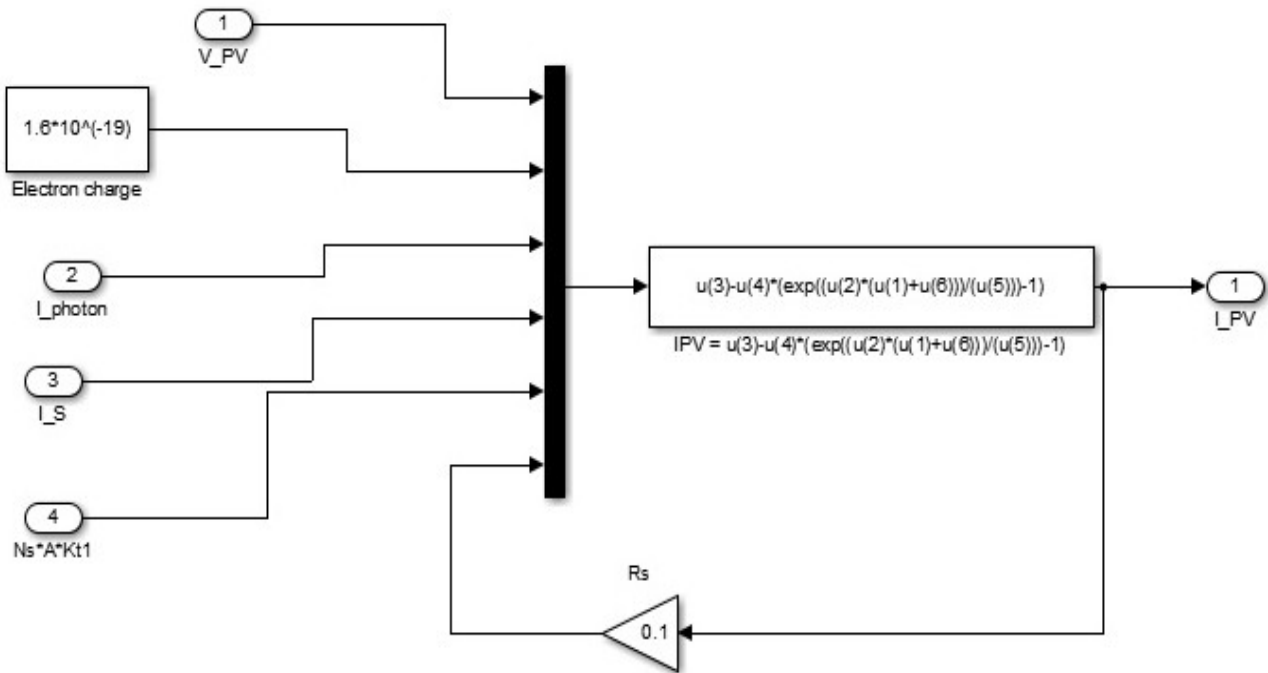 1
V_PV
1.6*10^(-19)
Electron charge
2
I_photon
3
I_S
4
Ns*A*Kt1
u(3)-u(4)*(exp((u(2)*(u(1)+u(6)))/(u(5)))-1)
IPV = u(3)-u(4)*(exp((u(2)*(u(1)+u(6)))/(u(5)))-1)
1
I_PV
Rs
0.1